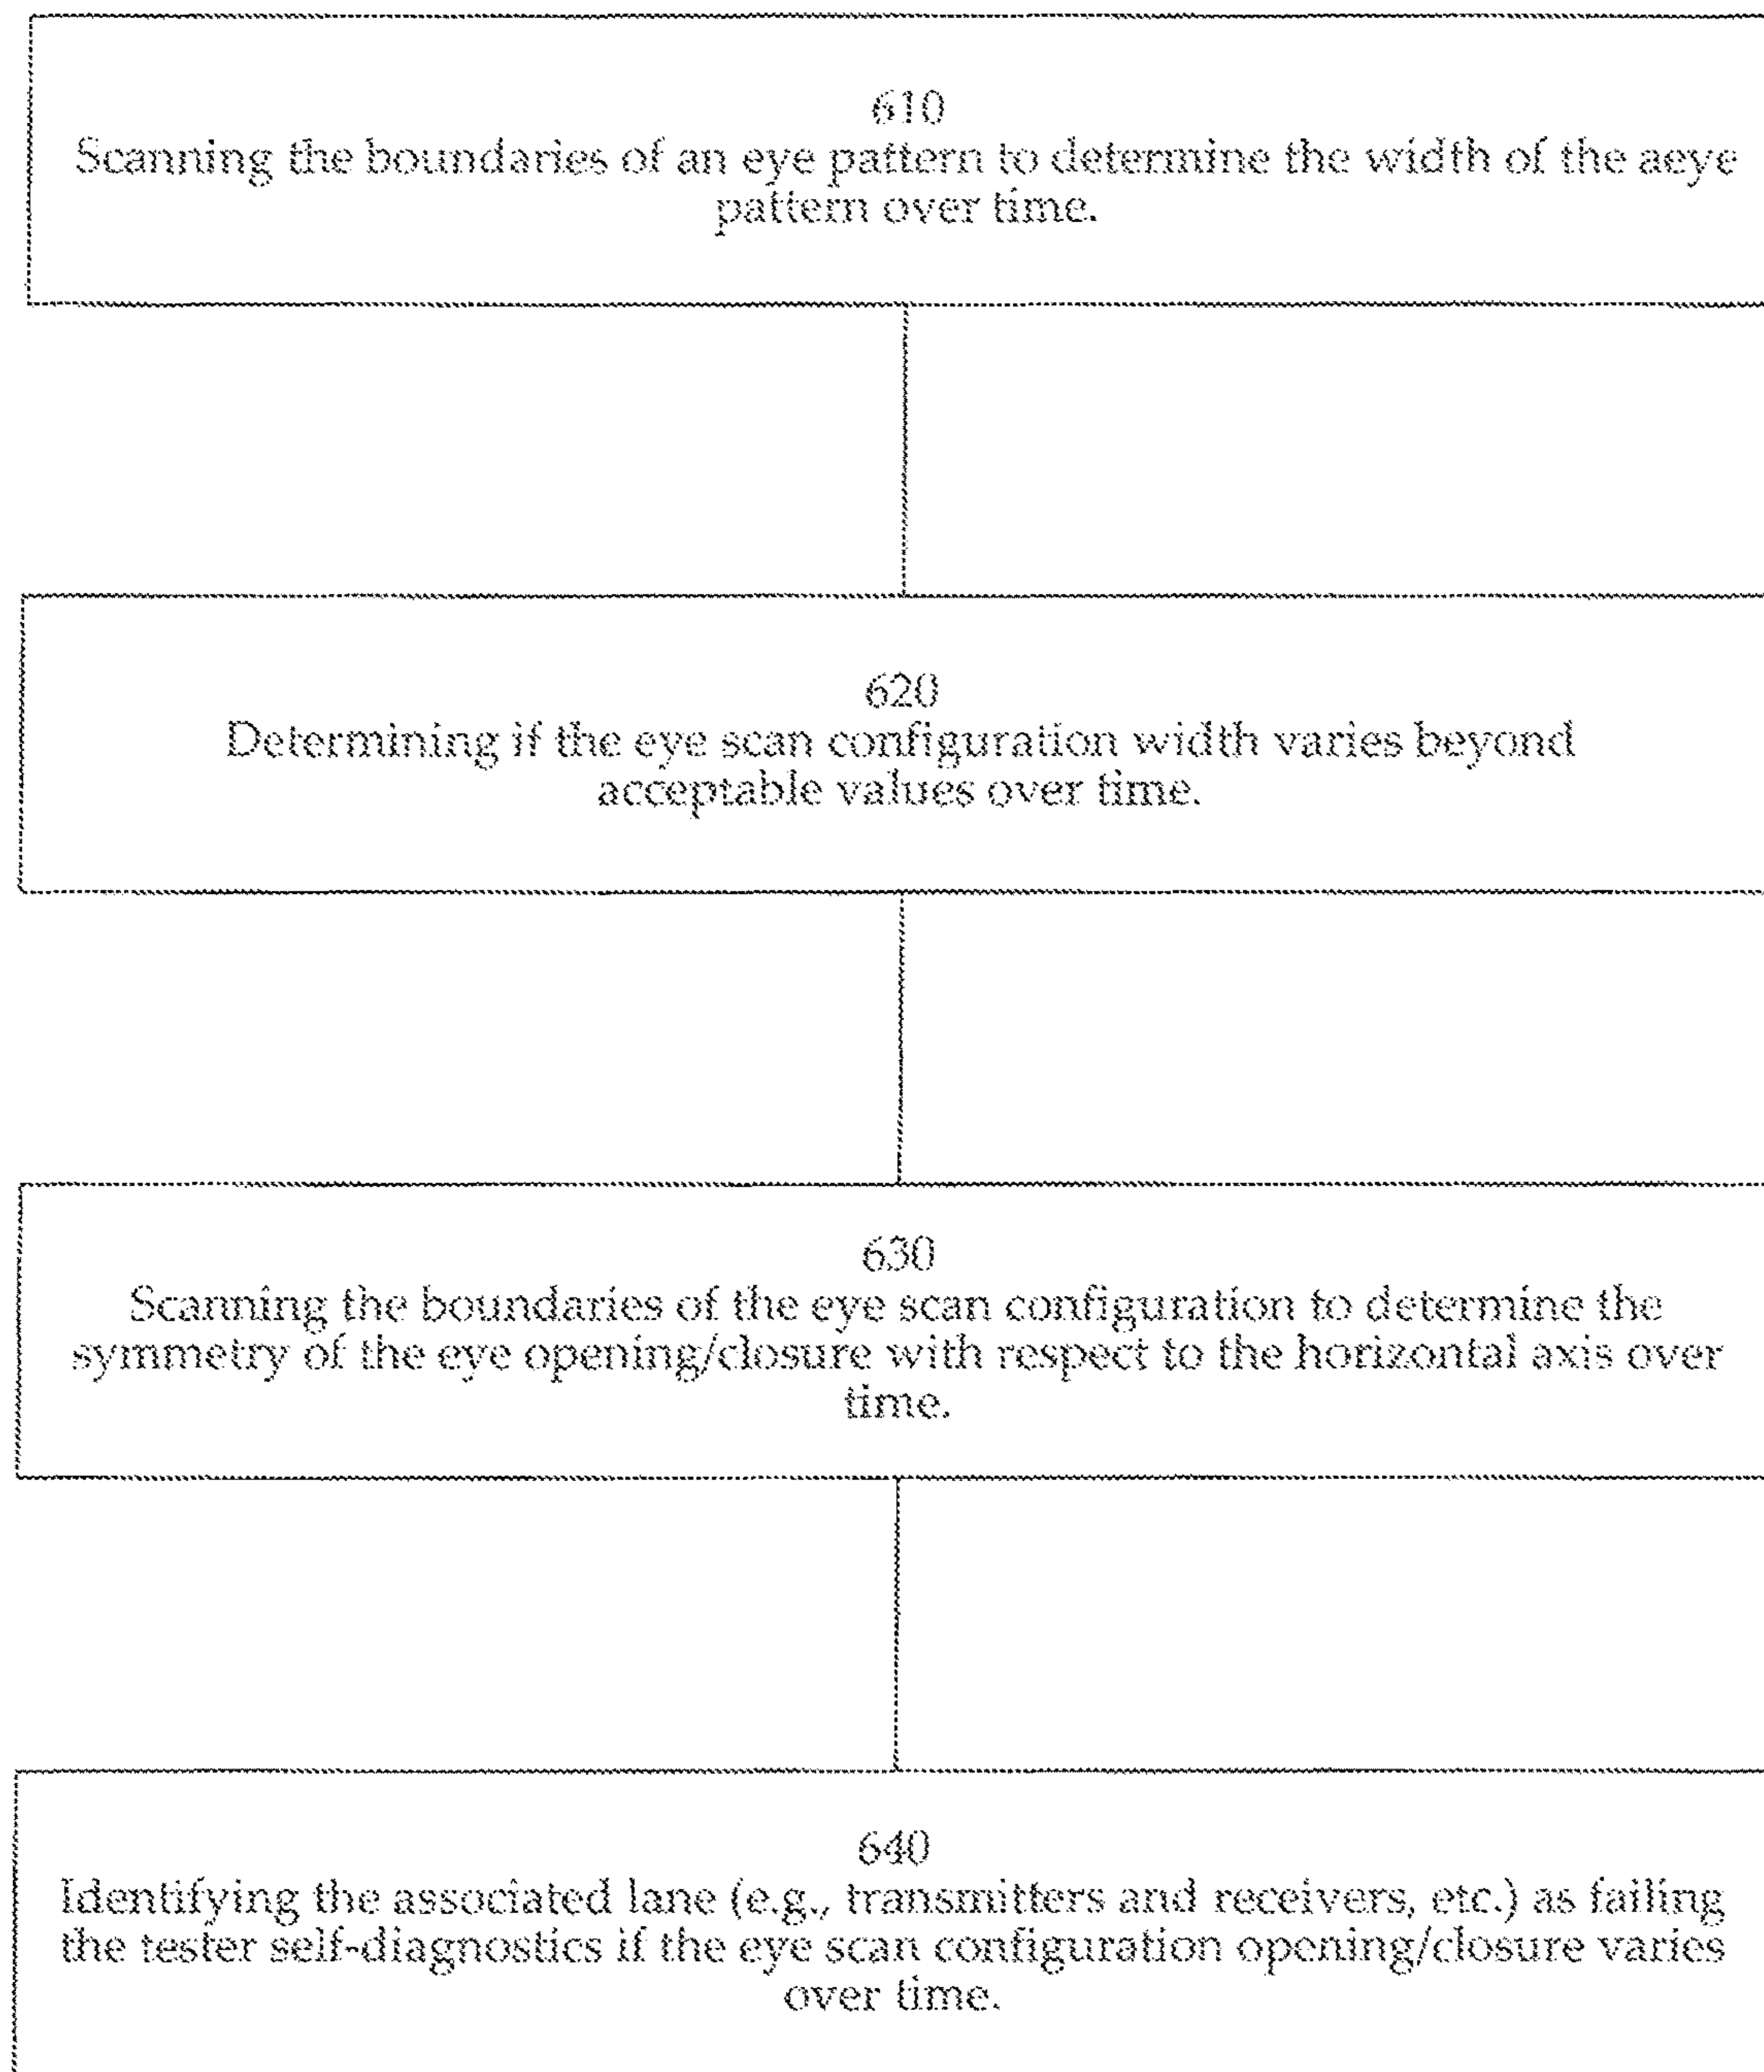 610
Scanning the boundaries of an eye pattern to determine the width of the aeye
pattern over time.
620
Determining if the eye scan configuration width varies beyond
acceptable values over time.
630
Scanning the boundaries of the eye scan configuration to determine the
symmetry of the eye opening/closure with respect to the horizontal axis over
time.
640
Identifying the associated lane (e.g., transmitters and receivers, etc.) as failing
the tester self-diagnostics if the eye scan configuration opening/closure varies
over time.